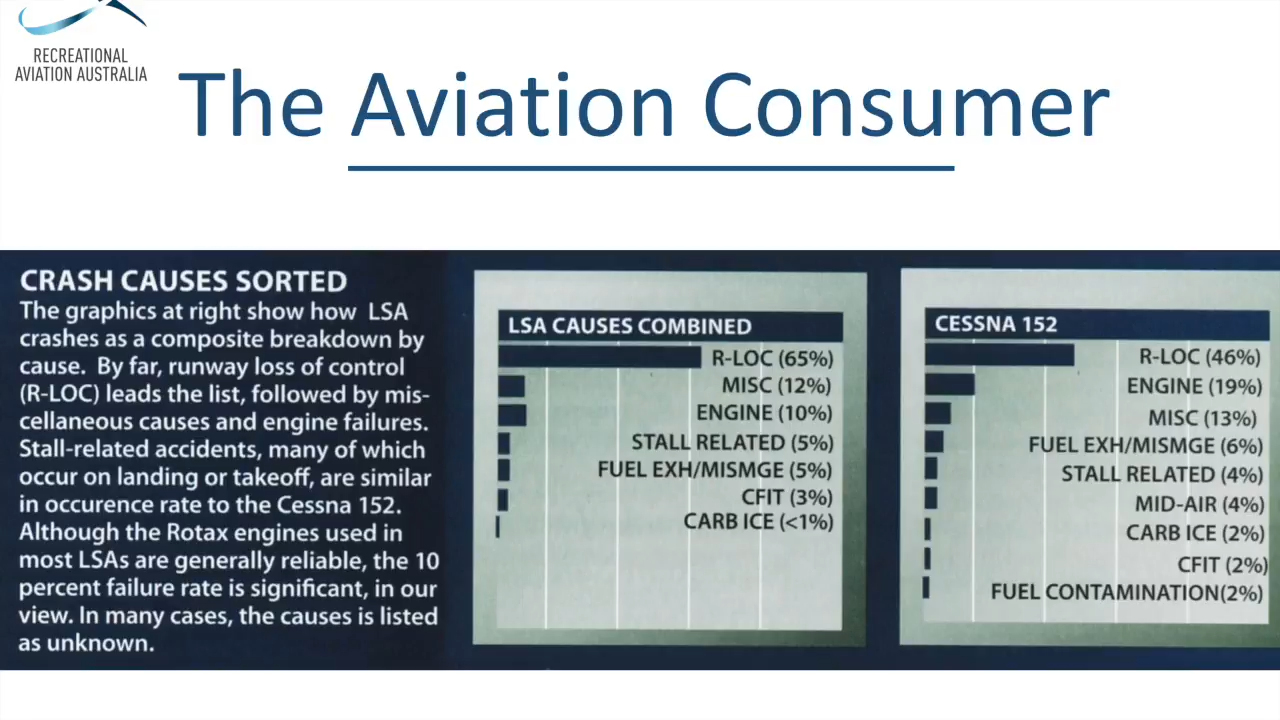 RECREATIONAL
AVIATION AUSTRALIA
The Aviation Consumer
CRASH CAUSES SORTED
The graphics at right show how LSA
crashes as a composite breakdown by
cause. By far, runway loss of control
(R-LOC) leads the list, followed by mis-
cellaneous causes and engine failures.
Stall-related accidents, many of which
occur on landing or takeoff, are similar
in occurence rate to the Cessna 152.
Although the Rotax engines used in
most LSAs are generally reliable, the 10
percent failure rate is significant, in our
view. In many cases, the causes is listed
as unknown.
LSA CAUSES COMBINED
R-LOC (65%)
MISC (12%)
ENGINE (10%)
STALL RELATED (5%)
FUEL EXH/MISMGE (5%)
CFIT (3%)
CARB ICE (<1%)
CESSNA 152
R-LOC (46%)
ENGINE (19%)
MISC (13%)
FUEL EXH/MISMGE (6%)
STALL RELATED (4%)
MID-AIR (4%)
CARB ICE (2%)
CFIT (2%)
FUEL CONTAMINATION(2%)